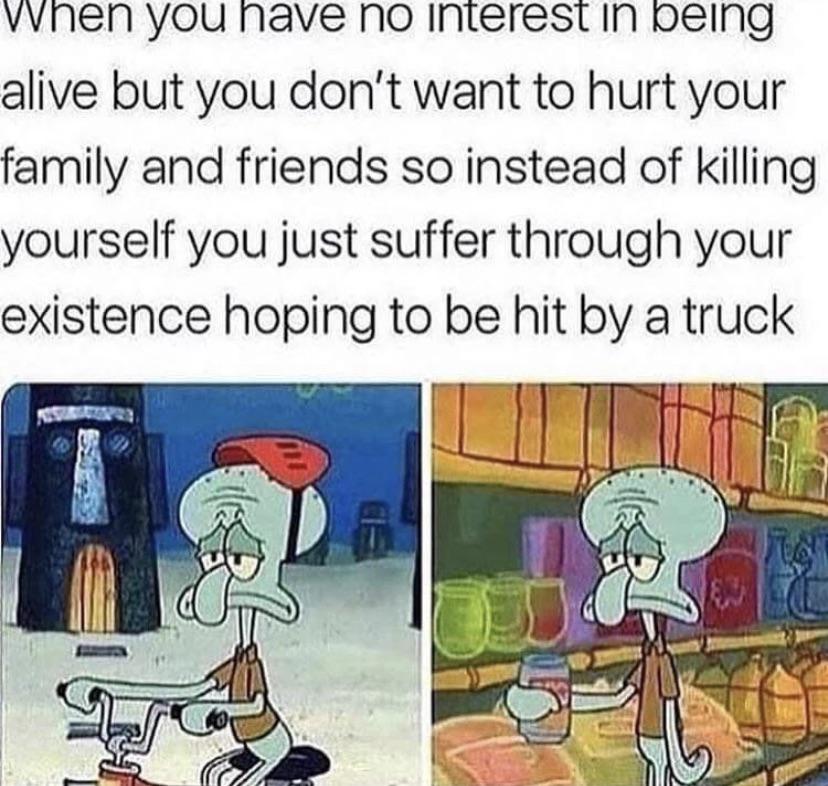 When you have no interest in being
alive but you don't want to hurt your
family and friends so instead of killing
yourself you just suffer through your
existence hoping to be hit by a truck